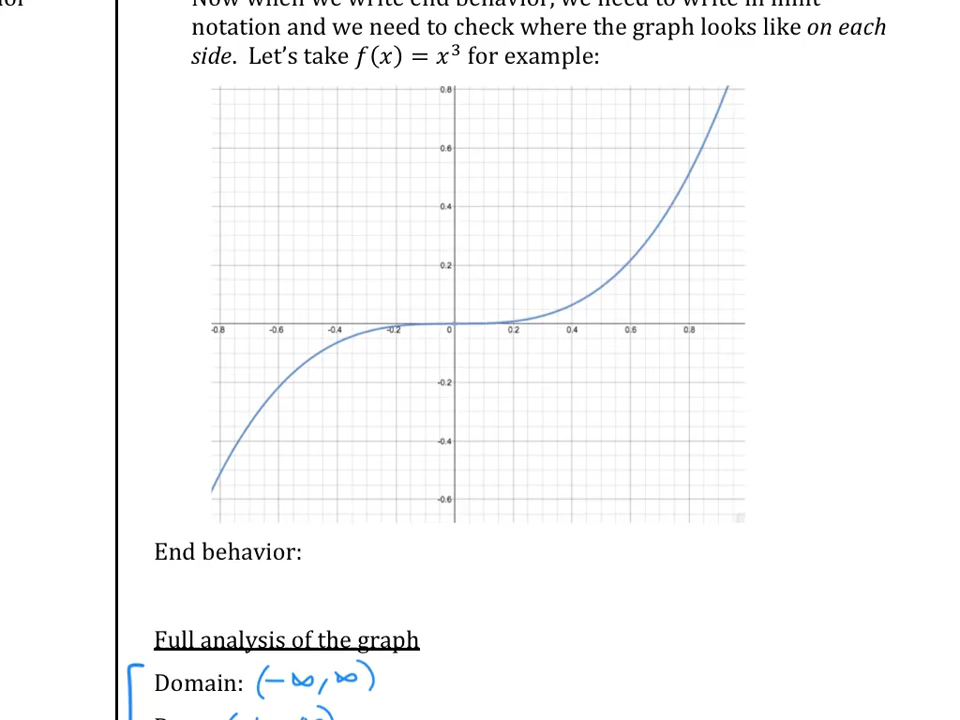 notation and we need to check where the graph looks like on each
side. Let's take f(x) = x³ for example:
0.8
0.6
0.4
0.2
-0.8 -0.6 -0.4 -0.2 0 0.2 0.4 0.6 0.8
-0.2
-0.4
-0.6
End behavior:
Full analysis of the graph
Domain: (-∞, ∞)